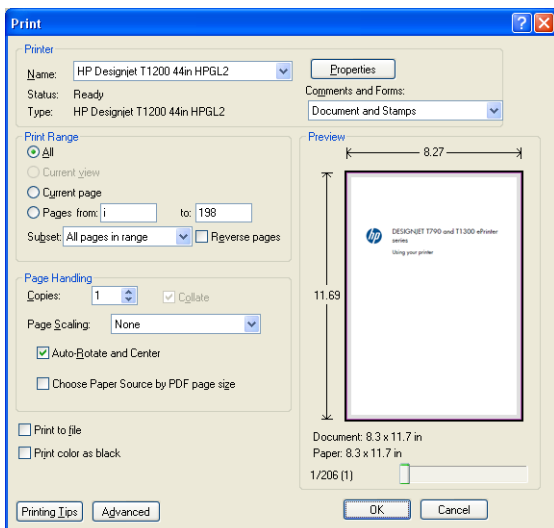 Print
Printer
Name: HP Designjet T1200 44in HPGL2
Properties
Status: Ready
Comments and Forms:
Type: HP Designjet T1200 44in HPGL2
Document and Stamps
Print Range
All
Current view
Current page
Pages from: i to: 198
Subset: All pages in range Reverse pages
Page Handling
Copies: 1 Collate
Page Scaling: None
Auto-Rotate and Center
Choose Paper Source by PDF page size
Print to file
Print color as black
Preview
8.27
11.69
hp
DESIGNJET T790 and T1300 ePrinter
series
Using your printer
Document: 8.3 x 11.7 in
Paper: 8.3 x 11.7 in
1/206 (1)
Printing Tips Advanced OK Cancel